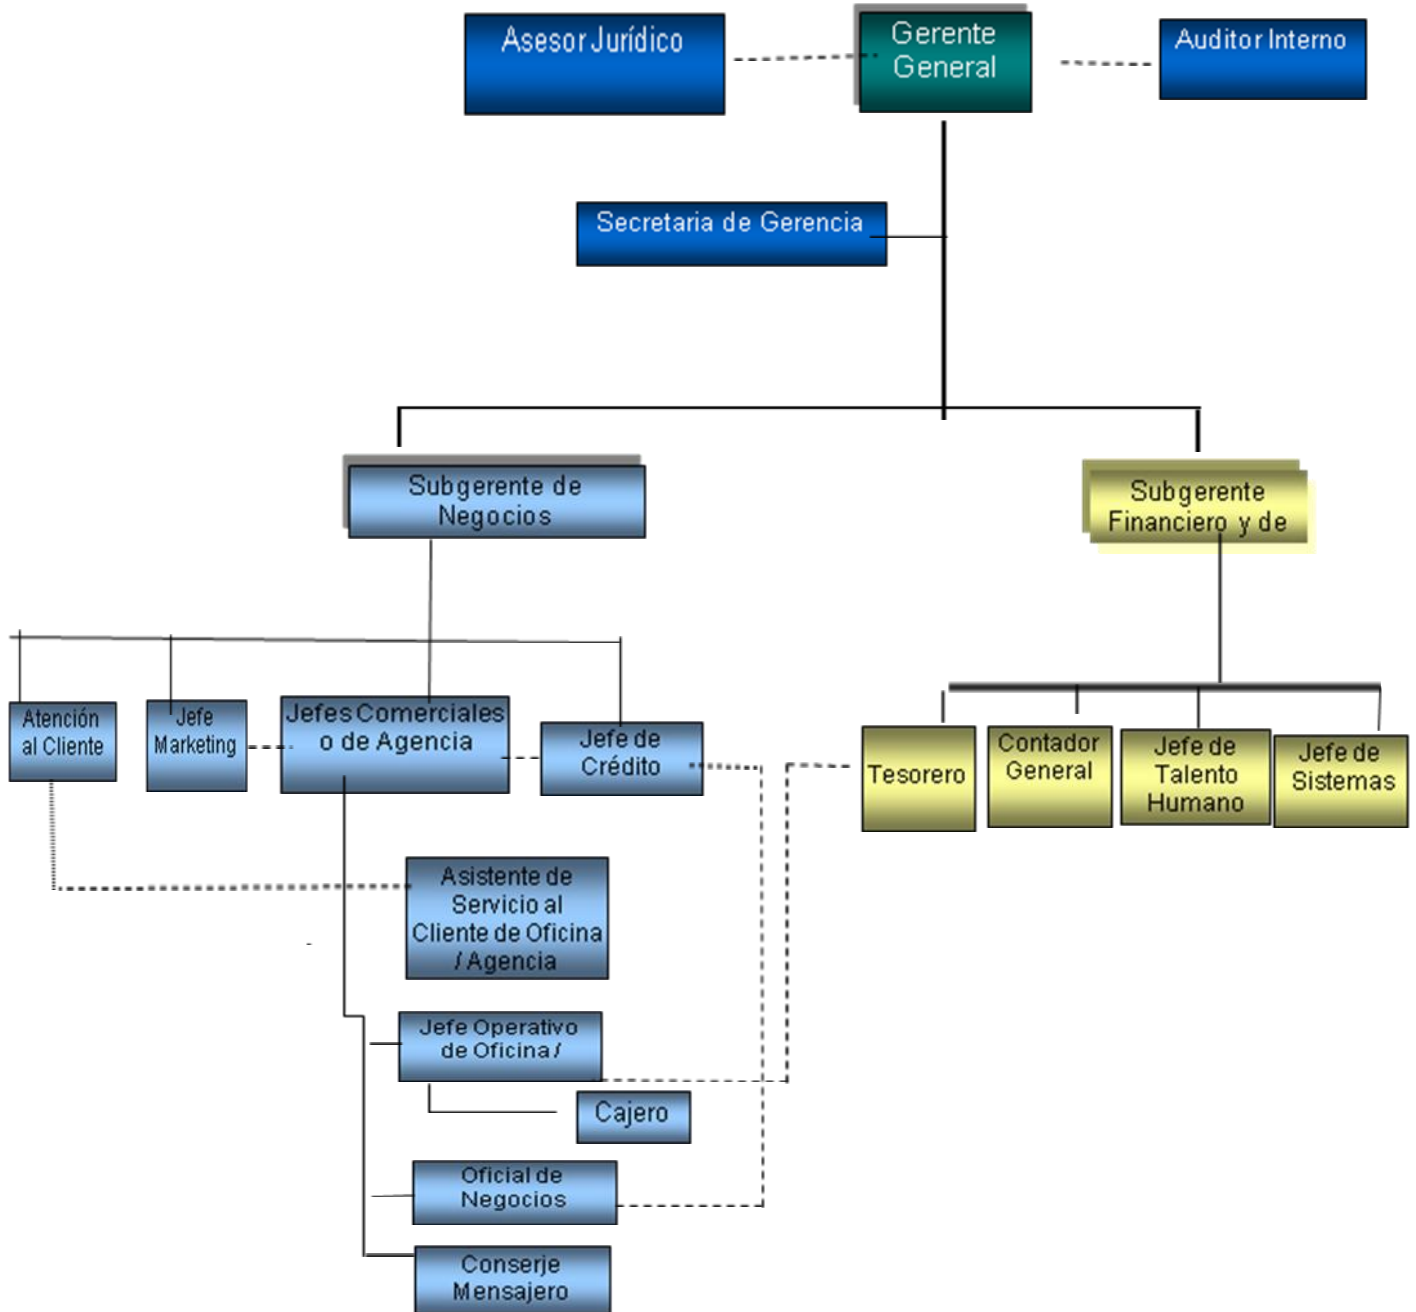 Asesor Jurídico
Gerente
General
Auditor Interno
Secretaria de Gerencia
Subgerente de
Negocios
Subgerente
Financiero y de
Atención
al Cliente
Jefe
Marketing
Jefes Comerciales
o de Agencia
Jefe de
Crédito
Tesorero
Contador
General
Jefe de
Talento
Humano
Jefe de
Sistemas
Asistente de
Servicio al
Cliente de Oficina
/ Agencia
Jefe Operativo
de Oficina /
Cajero
Oficial de
Negocios
Conserje
Mensajero